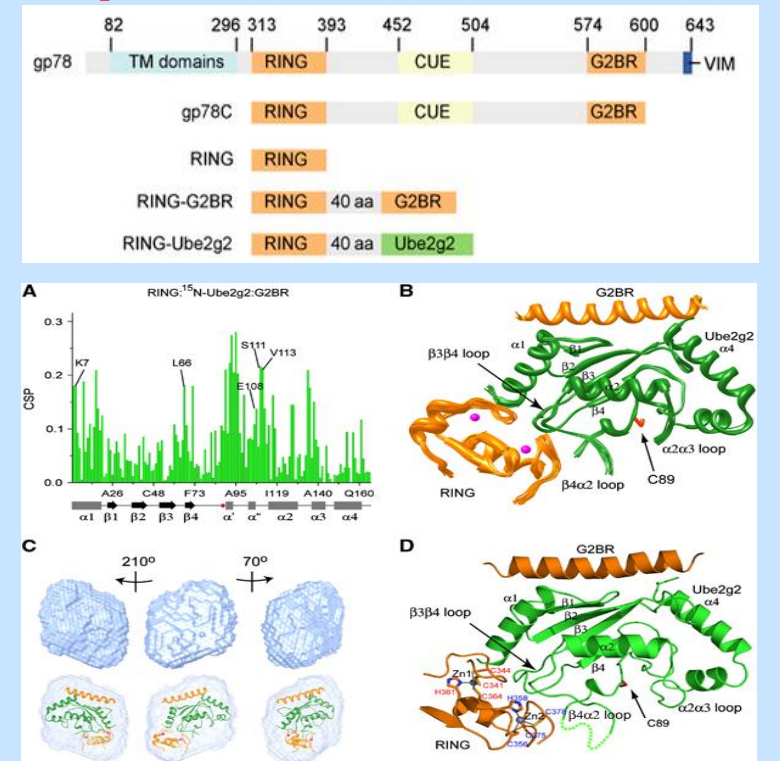 82 296 313 393 452 504 574 600 643
gp78 TM domains RING CUE G2BR VIM
gp78C RING CUE G2BR
RING RING
RING-G2BR RING 40 aa G2BR
RING-Ube2g2 RING 40 aa Ube2g2
A RING:15N-Ube2g2:G2BR
CSP
0.3
0.2
0.1
0.0
K7 L66 S111 V113 E108
A26 C48 F73 A95 I119 A140 Q160
α1 β1 β2 β3 β4 α' α" α2 α3 α4
B G2BR
Ube2g2
α1 β1 α4
β3β4 loop
β2
β3 α2
β4
α2α3 loop
β4α2 loop C89
RING
C
210º 70º
D G2BR
Ube2g2
α1 β1 α4
β3β4 loop β2
β3
α2
β4
Zn1 C344
C341
H361 C364
H358
Zn2 C378
C375
C356
β4α2 loop C89 α2α3 loop
RING